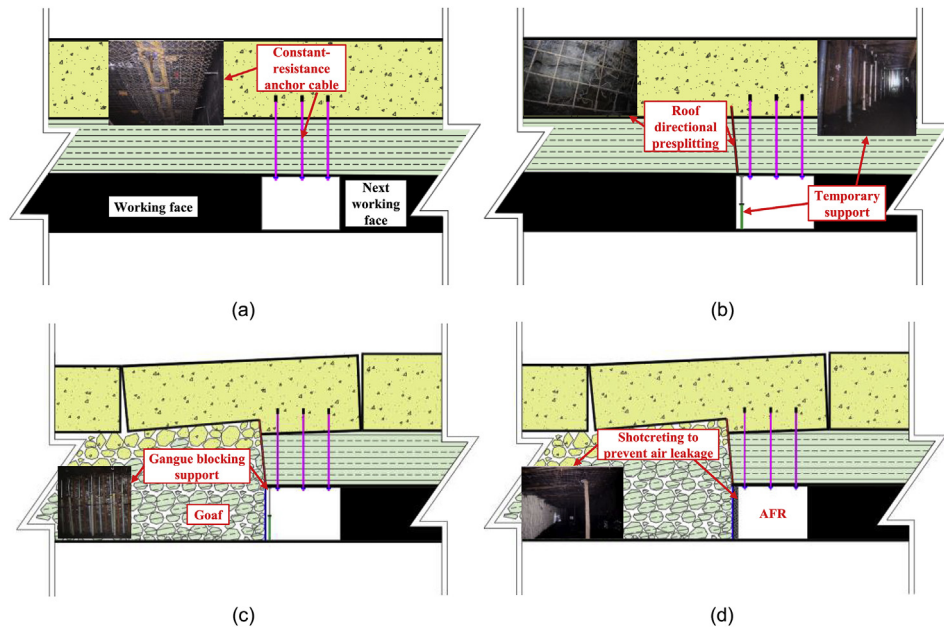 Constant-
resistance
anchor cable
Working face
Next
working
face
(a)
Roof
directional
presplitting
Temporary
support
(b)
Gangue blocking
support
Goaf
(c)
Shotcreting to
prevent air leakage
AFR
(d)